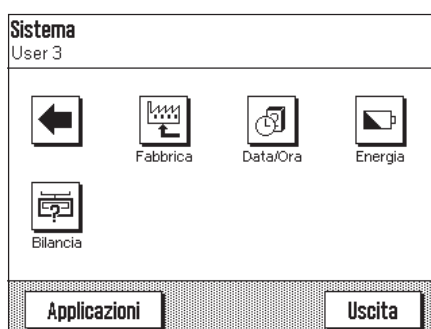 Sistema
User 3
Fabbrica
Data/Ora
Energia
Bilancia
Applicazioni
Uscita